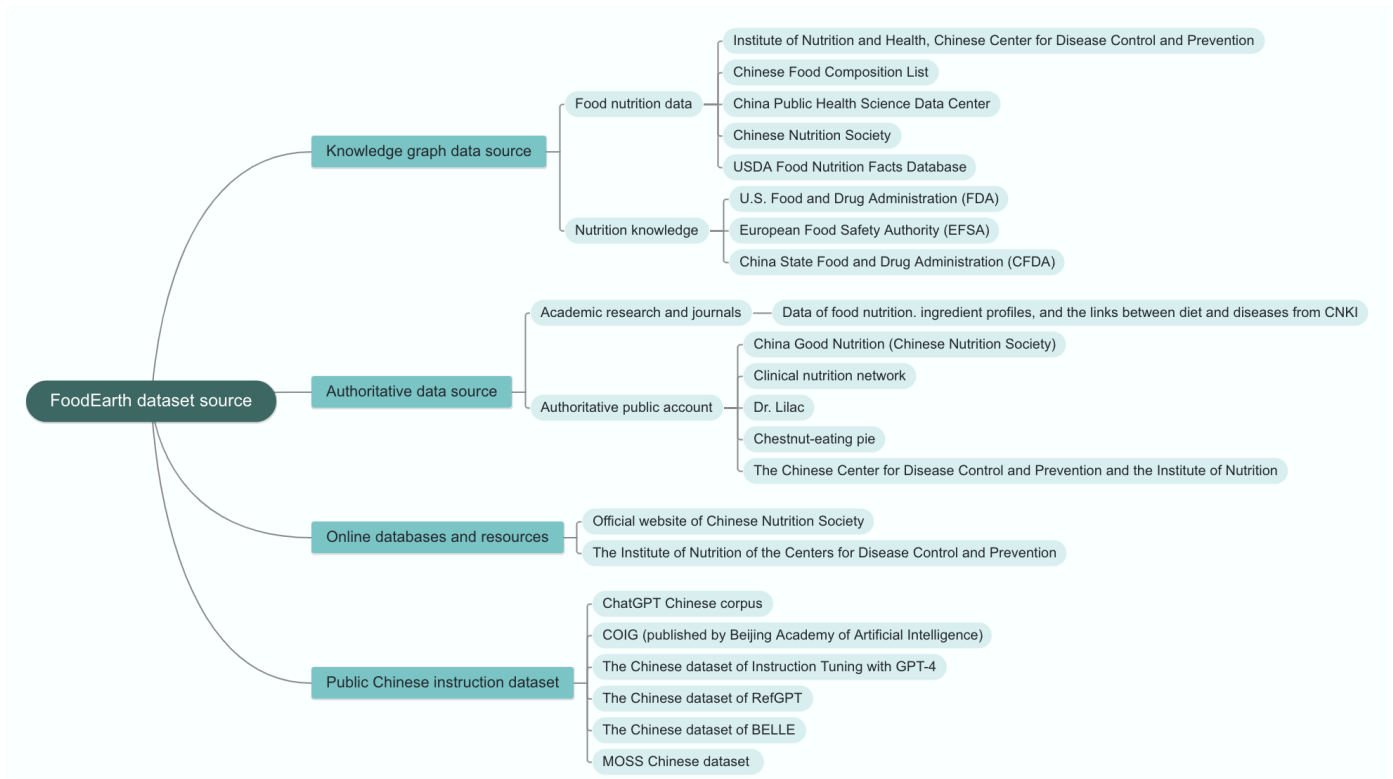 FoodEarth dataset source
Knowledge graph data source
Food nutrition data
Institute of Nutrition and Health, Chinese Center for Disease Control and Prevention
Chinese Food Composition List
China Public Health Science Data Center
Chinese Nutrition Society
USDA Food Nutrition Facts Database
Nutrition knowledge
U.S. Food and Drug Administration (FDA)
European Food Safety Authority (EFSA)
China State Food and Drug Administration (CFDA)
Authoritative data source
Academic research and journals
Data of food nutrition. ingredient profiles, and the links between diet and diseases from CNKI
Authoritative public account
China Good Nutrition (Chinese Nutrition Society)
Clinical nutrition network
Dr. Lilac
Chestnut-eating pie
The Chinese Center for Disease Control and Prevention and the Institute of Nutrition
Online databases and resources
Official website of Chinese Nutrition Society
The Institute of Nutrition of the Centers for Disease Control and Prevention
Public Chinese instruction dataset
ChatGPT Chinese corpus
COIG (published by Beijing Academy of Artificial Intelligence)
The Chinese dataset of Instruction Tuning with GPT-4
The Chinese dataset of RefGPT
The Chinese dataset of BELLE
MOSS Chinese dataset